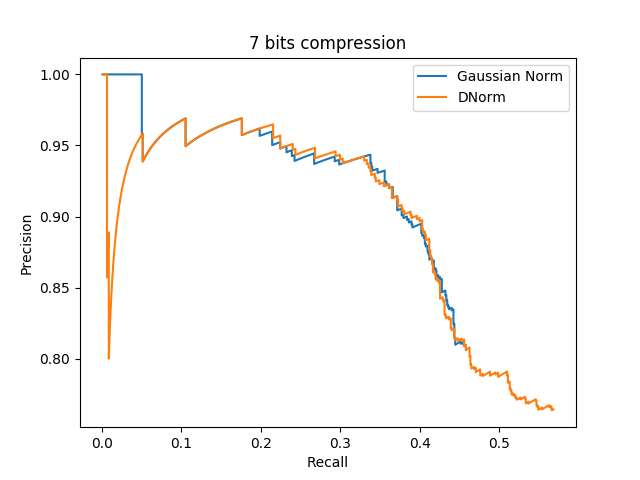 7 bits compression
1.00
0.95
0.90
0.85
0.80
Precision
Gaussian Norm
DNorm
0.0 0.1 0.2 0.3 0.4 0.5
Recall